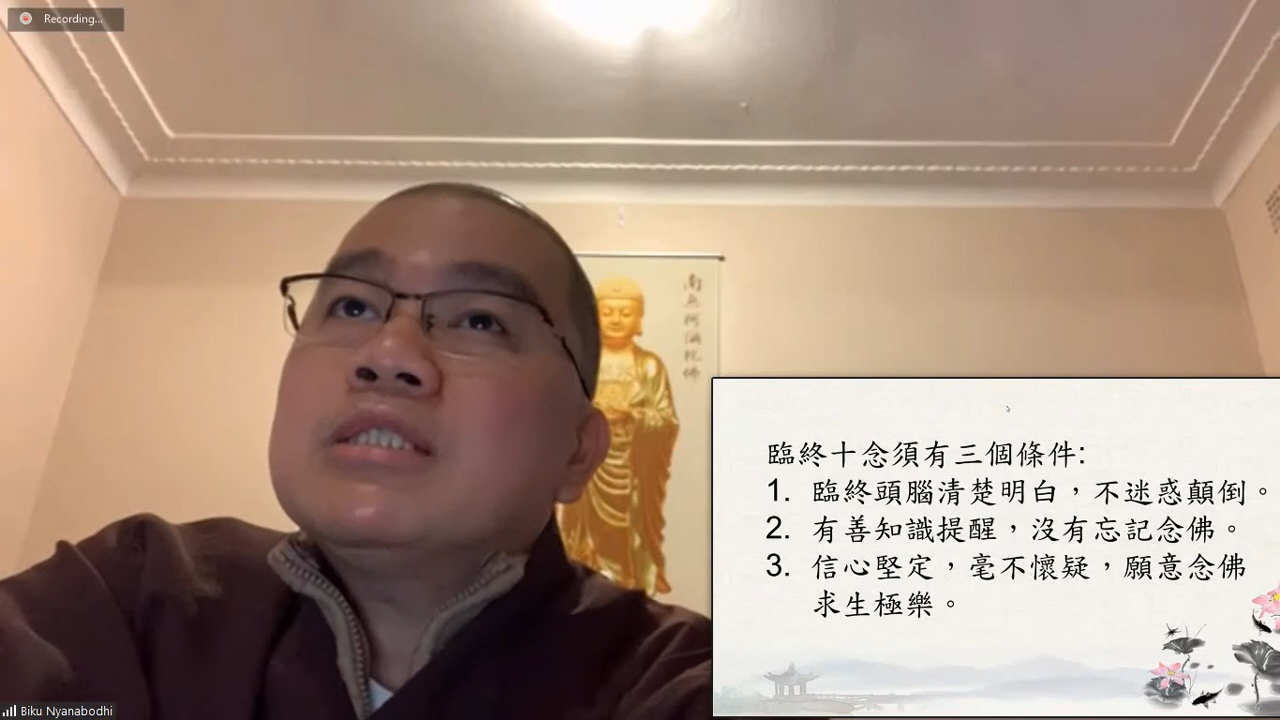 Recording...
南無阿彌陀佛
臨終十念須有三個條件:
1. 臨終頭腦清楚明白，不迷惑顛倒。
2. 有善知識提醒，沒有忘記念佛。
3. 信心堅定，毫不懷疑，願意念佛
求生極樂。
Biku Nyanabodhi